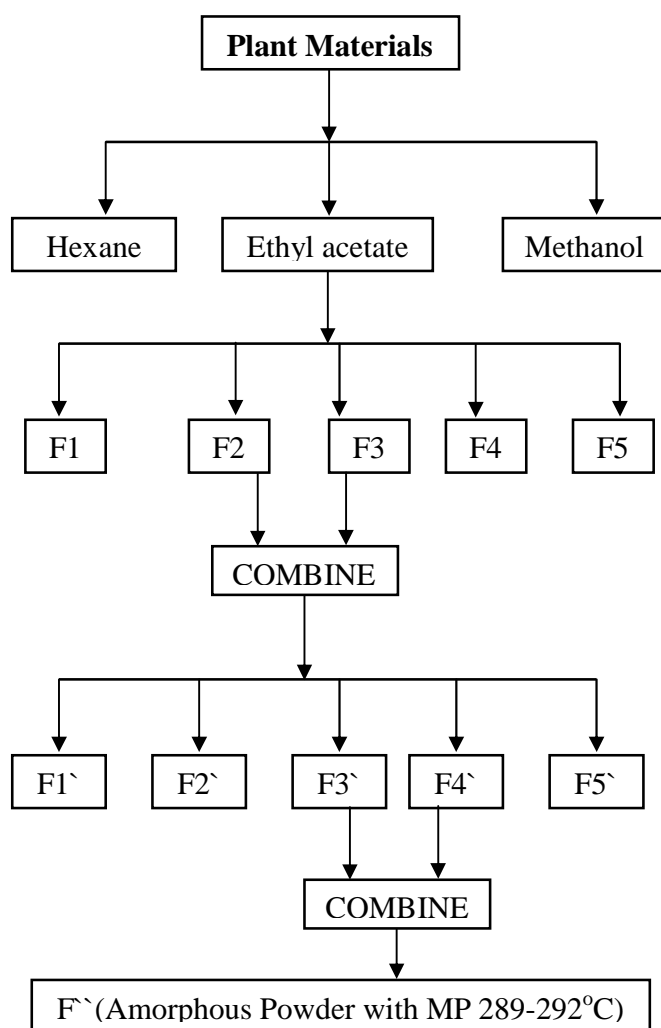 Plant Materials
Hexane
Ethyl acetate
Methanol
F1
F2
F3
F4
F5
COMBINE
F1`
F2`
F3`
F4`
F5`
COMBINE
F``(Amorphous Powder with MP 289-292°C)